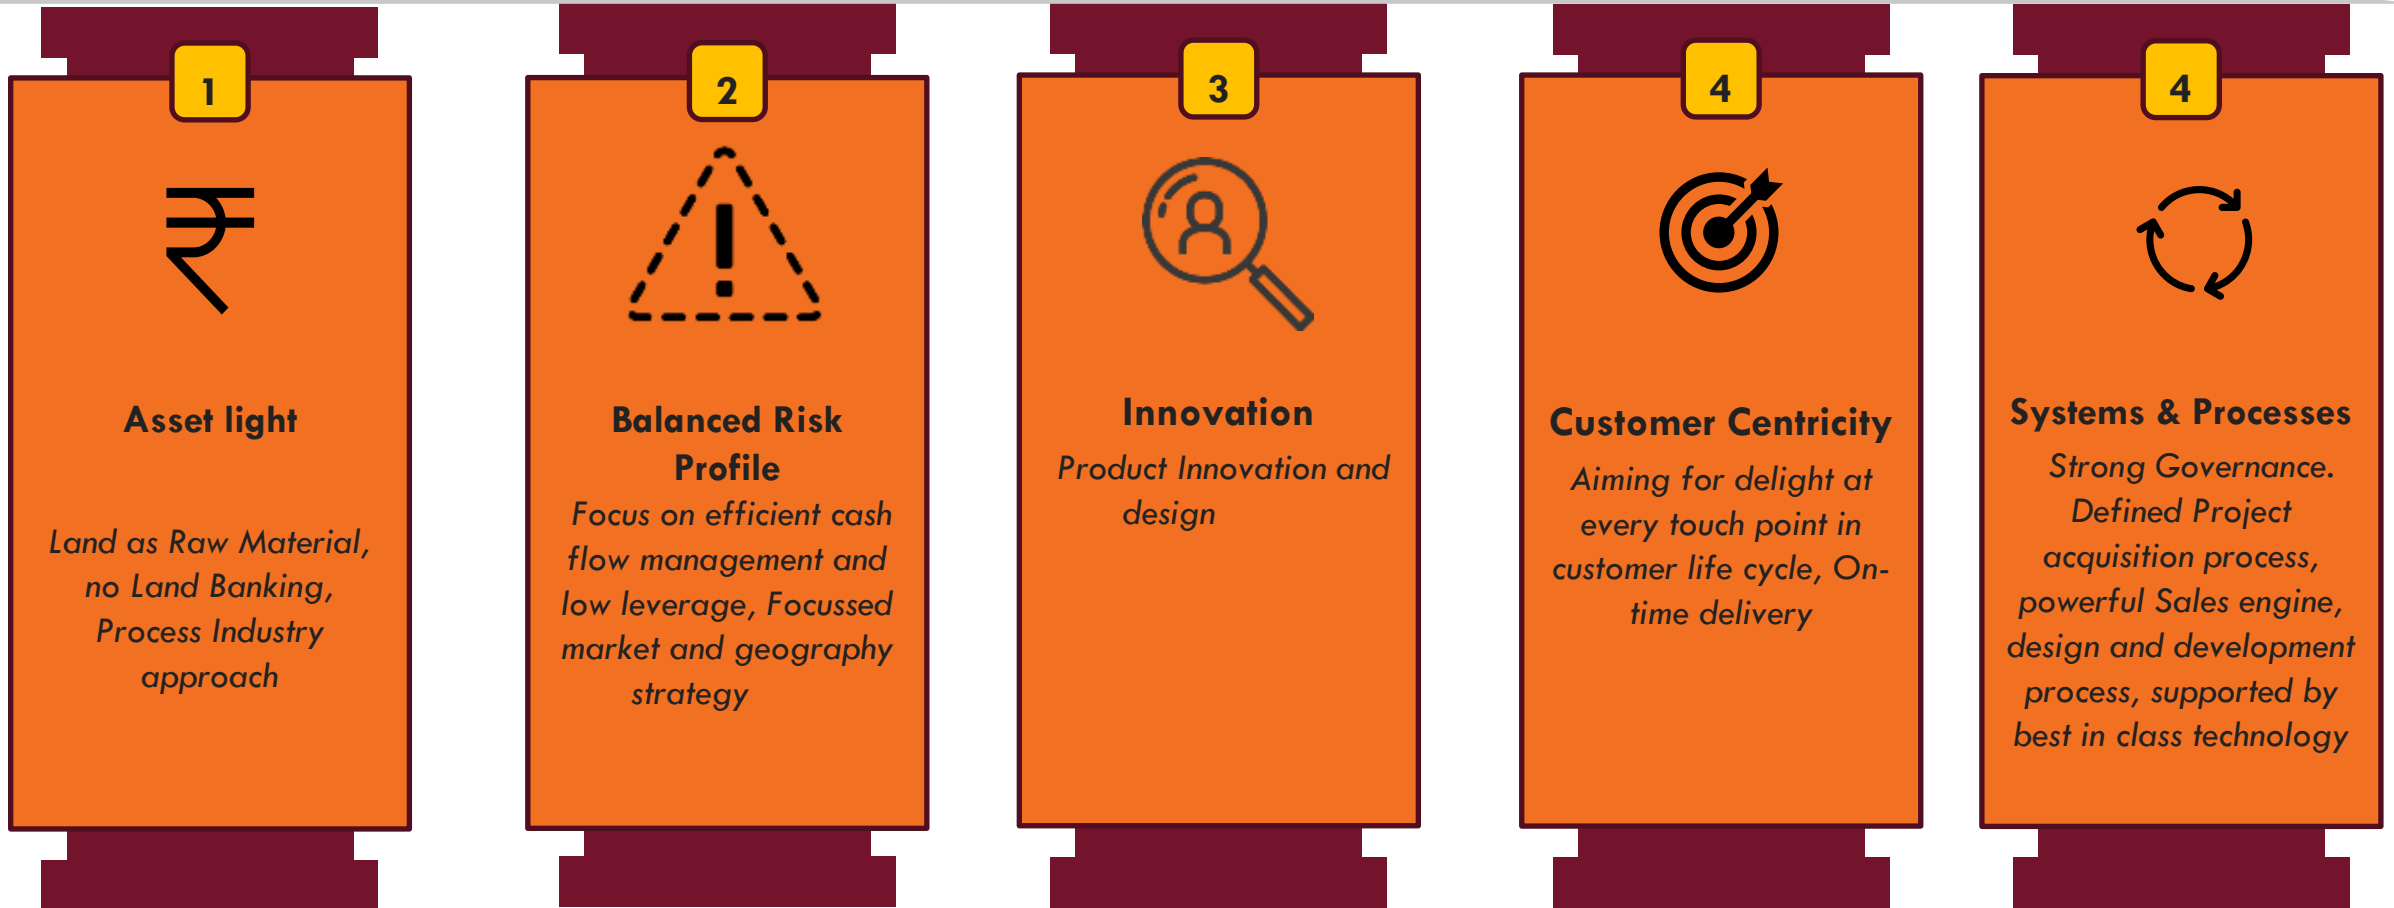 1
Asset light
Land as Raw Material,
no Land Banking,
Process Industry
approach
2
Balanced Risk
Profile
Focus on efficient cash
flow management and
low leverage, Focussed
market and geography
strategy
3
Innovation
Product Innovation and
design
4
Customer Centricity
Aiming for delight at
every touch point in
customer life cycle, On-
time delivery
4
Systems & Processes
Strong Governance.
Defined Project
acquisition process,
powerful Sales engine,
design and development
process, supported by
best in class technology